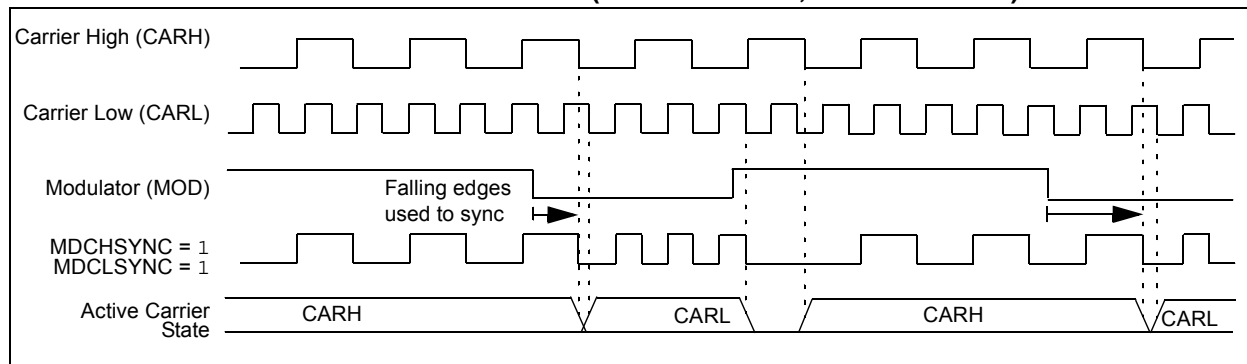 Carrier High (CARH)
Carrier Low (CARL)
Modulator (MOD)
Falling edges
used to sync
MDCHSYNC = 1
MDCLSYNC = 1
Active Carrier
State
CARH
CARL
CARH
CARL